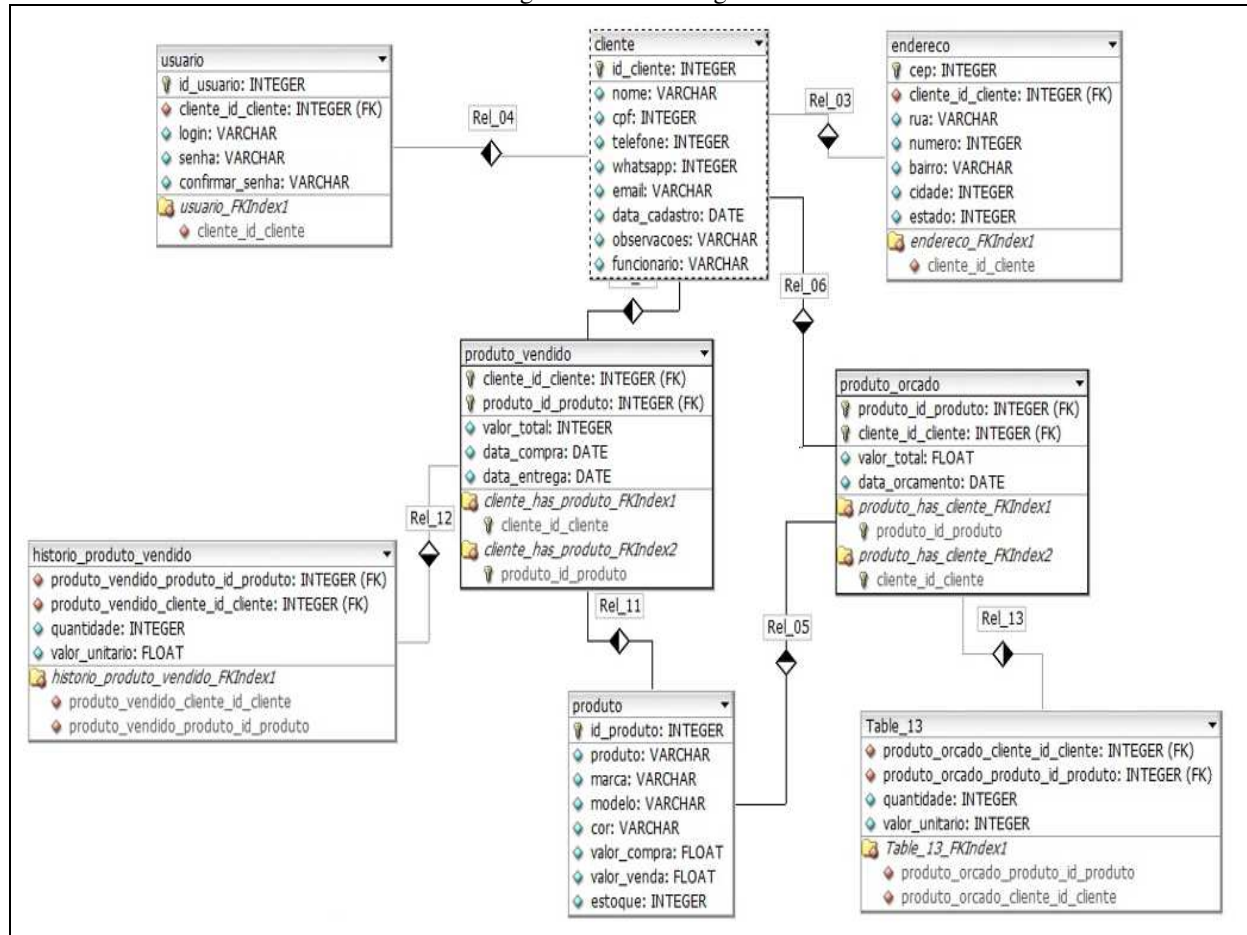 usuario
id_usuario: INTEGER
cliente_id_cliente: INTEGER (FK)
login: VARCHAR
senha: VARCHAR
confirmar_senha: VARCHAR
usuario_FKIndex1
cliente_id_cliente
Rel_04
cliente
id_cliente: INTEGER
nome: VARCHAR
cpf: INTEGER
telefone: INTEGER
whatsapp: INTEGER
email: VARCHAR
data_cadastro: DATE
observacoes: VARCHAR
funcionario: VARCHAR
Rel_03
endereco
cep: INTEGER
cliente_id_cliente: INTEGER (FK)
rua: VARCHAR
numero: INTEGER
bairro: VARCHAR
cidade: INTEGER
estado: INTEGER
endereco_FKIndex1
cliente_id_cliente
Rel_06
produto_vendido
cliente_id_cliente: INTEGER (FK)
produto_id_produto: INTEGER (FK)
valor_total: INTEGER
data_compra: DATE
data_entrega: DATE
cliente_has_produto_FKIndex1
cliente_id_cliente
cliente_has_produto_FKIndex2
produto_id_produto
produto_orcado
produto_id_produto: INTEGER (FK)
cliente_id_cliente: INTEGER (FK)
valor_total: FLOAT
data_orcamento: DATE
produto_has_cliente_FKIndex1
produto_id_produto
produto_has_cliente_FKIndex2
cliente_id_cliente
Rel_12
historio_produto_vendido
produto_vendido_produto_id_produto: INTEGER (FK)
produto_vendido_cliente_id_cliente: INTEGER (FK)
quantidade: INTEGER
valor_unitario: FLOAT
historio_produto_vendido_FKIndex1
produto_vendido_cliente_id_cliente
produto_vendido_produto_id_produto
Rel_11
Rel_05
Rel_13
produto
id_produto: INTEGER
produto: VARCHAR
marca: VARCHAR
modelo: VARCHAR
cor: VARCHAR
valor_compra: FLOAT
valor_venda: FLOAT
estoque: INTEGER
Table_13
produto_orcado_cliente_id_cliente: INTEGER (FK)
produto_orcado_produto_id_produto: INTEGER (FK)
quantidade: INTEGER
valor_unitario: INTEGER
Table_13_FKIndex1
produto_orcado_produto_id_produto
produto_orcado_cliente_id_cliente